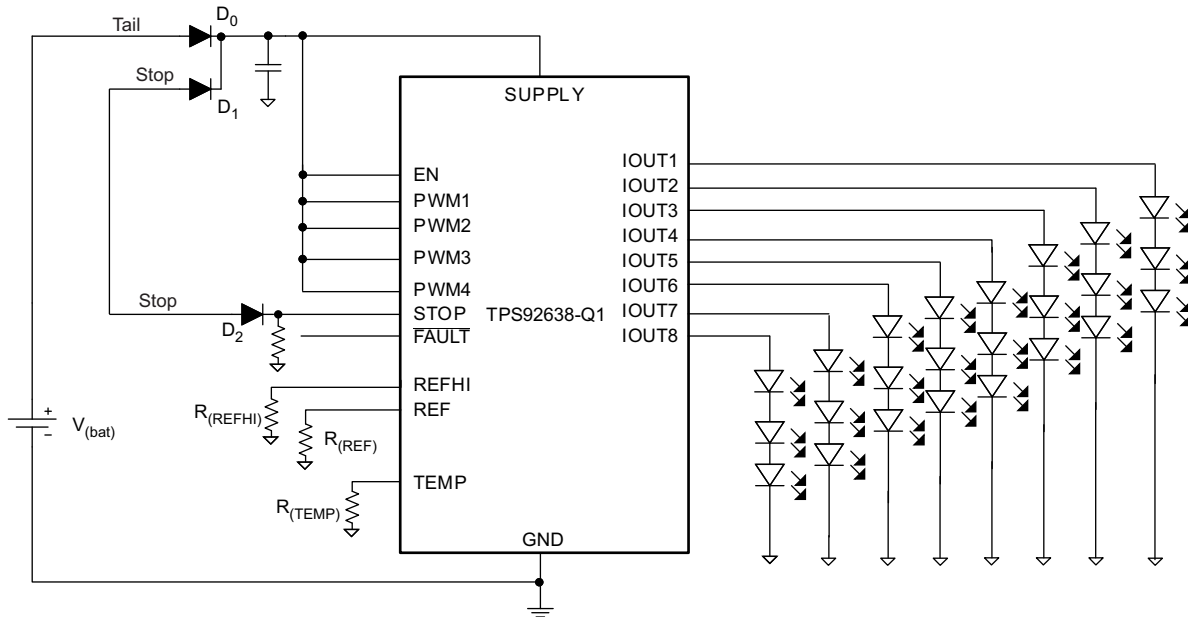 Tail
D0
Stop
D1
SUPPLY
EN
PWM1
PWM2
PWM3
PWM4
Stop
D2
STOP
FAULT
TPS92638-Q1
REFHI
REF
R(REFHI)
R(REF)
TEMP
R(TEMP)
GND
IOUT1
IOUT2
IOUT3
IOUT4
IOUT5
IOUT6
IOUT7
IOUT8
+
V(bat)
−